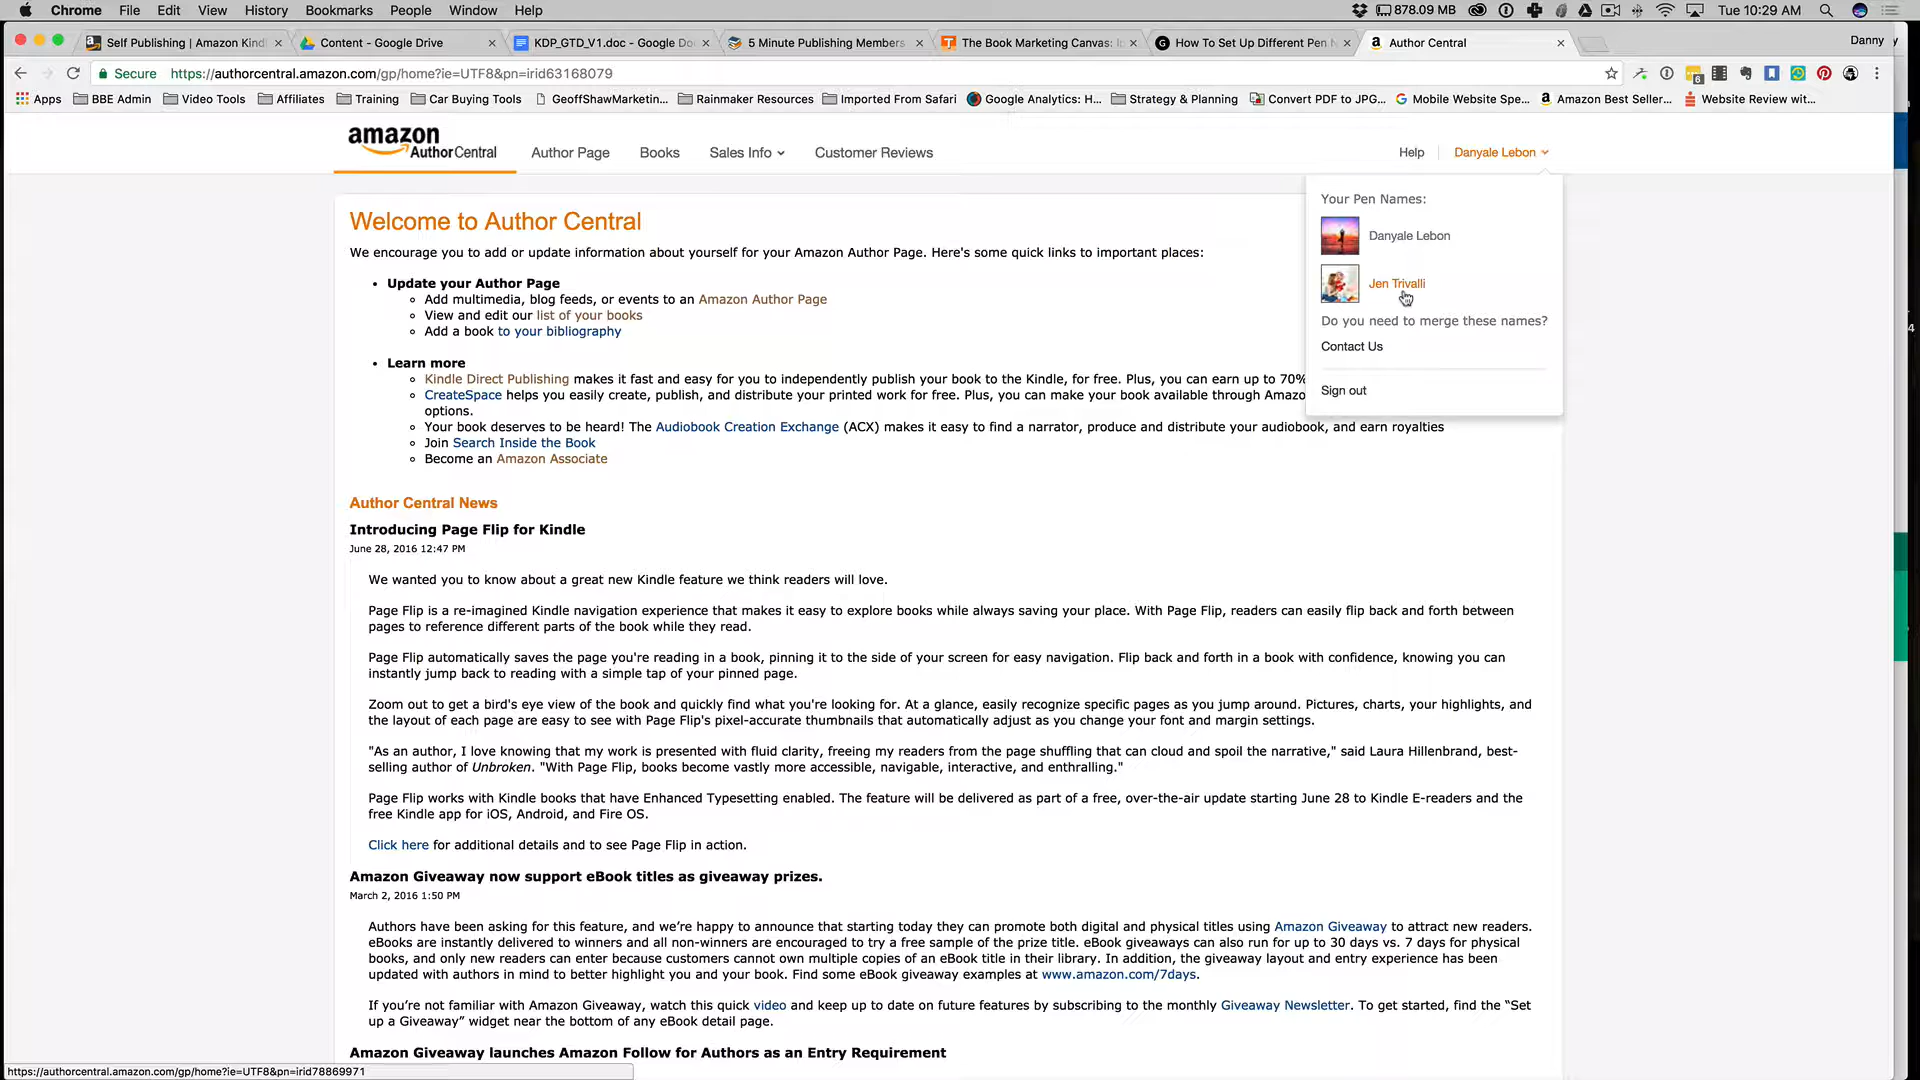 Chrome File Edit View History Bookmarks People Window Help 878.09 MB Tue 10:29 AM
Self Publishing | Amazon Kind Content - Google Drive KDP_GTD_V1.doc - Google Do 5 Minute Publishing Members The Book Marketing Canvas: How To Set Up Different Pen N Author Central Danny
Secure https://authorcentral.amazon.com/gp/home?ie=UTF8&pn=irid63168079
6
Apps BBE Admin Video Tools Affiliates Training Car Buying Tools GeoffShawMarketin... Rainmaker Resources Imported From Safari Google Analytics: H... Strategy & Planning Convert PDF to JPG... Mobile Website Spe... Amazon Best Seller... Website Review wit...
amazon
AuthorCentral Author Page Books Sales Info Customer Reviews Help Danyale Lebon
Your Pen Names:
Danyale Lebon
Jen Trivalli
Do you need to merge these names?
Contact Us
Sign out
Welcome to Author Central
We encourage you to add or update information about yourself for your Amazon Author Page. Here's some quick links to important places:
Update your Author Page
Add multimedia, blog feeds, or events to an Amazon Author Page
View and edit our list of your books
Add a book to your bibliography
Learn more
Kindle Direct Publishing makes it fast and easy for you to independently publish your book to the Kindle, for free. Plus, you can earn up to 70%
CreateSpace helps you easily create, publish, and distribute your printed work for free. Plus, you can make your book available through Amazo
options.
Your book deserves to be heard! The Audiobook Creation Exchange (ACX) makes it easy to find a narrator, produce and distribute your audiobook, and earn royalties
Join Search Inside the Book
Become an Amazon Associate
Author Central News
Introducing Page Flip for Kindle
June 28, 2016 12:47 PM
We wanted you to know about a great new Kindle feature we think readers will love.
Page Flip is a re-imagined Kindle navigation experience that makes it easy to explore books while always saving your place. With Page Flip, readers can easily flip back and forth between
pages to reference different parts of the book while they read.
Page Flip automatically saves the page you're reading in a book, pinning it to the side of your screen for easy navigation. Flip back and forth in a book with confidence, knowing you can
instantly jump back to reading with a simple tap of your pinned page.
Zoom out to get a bird's eye view of the book and quickly find what you're looking for. At a glance, easily recognize specific pages as you jump around. Pictures, charts, your highlights, and
the layout of each page are easy to see with Page Flip's pixel-accurate thumbnails that automatically adjust as you change your font and margin settings.
"As an author, I love knowing that my work is presented with fluid clarity, freeing my readers from the page shuffling that can cloud and spoil the narrative," said Laura Hillenbrand, best-
selling author of Unbroken. "With Page Flip, books become vastly more accessible, navigable, interactive, and enthralling."
Page Flip works with Kindle books that have Enhanced Typesetting enabled. The feature will be delivered as part of a free, over-the-air update starting June 28 to Kindle E-readers and the
free Kindle app for iOS, Android, and Fire OS.
Click here for additional details and to see Page Flip in action.
Amazon Giveaway now support eBook titles as giveaway prizes.
March 2, 2016 1:50 PM
Authors have been asking for this feature, and we're happy to announce that starting today they can promote both digital and physical titles using Amazon Giveaway to attract new readers.
eBooks are instantly delivered to winners and all non-winners are encouraged to try a free sample of the prize title. eBook giveaways can also run for up to 30 days vs. 7 days for physical
books, and only new readers can enter because customers cannot own multiple copies of an eBook title in their library. In addition, the giveaway layout and entry experience has been
updated with authors in mind to better highlight you and your book. Find some eBook giveaway examples at www.amazon.com/7days.
If you're not familiar with Amazon Giveaway, watch this quick video and keep up to date on future features by subscribing to the monthly Giveaway Newsletter. To get started, find the “Set
up a Giveaway” widget near the bottom of any eBook detail page.
Amazon Giveaway launches Amazon Follow for Authors as an Entry Requirement
https://authorcentral.amazon.com/gp/home?ie=UTF8&pn=irid78869971